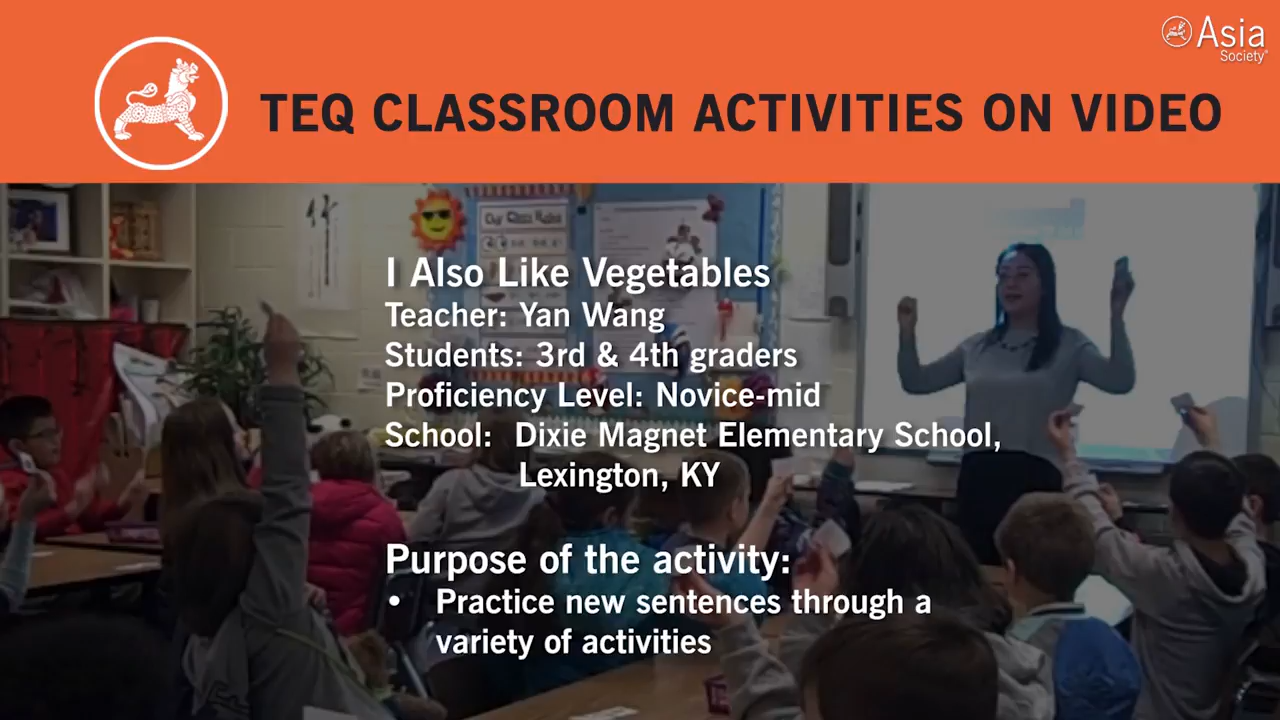 Asia
Society
TEQ CLASSROOM ACTIVITIES ON VIDEO
Our Class Rules
I Also Like Vegetables
Teacher: Yan Wang
Students: 3rd & 4th graders
Proficiency Level: Novice-mid
School: Dixie Magnet Elementary School,
Lexington, KY
Purpose of the activity:
• Practice new sentences through a
variety of activities